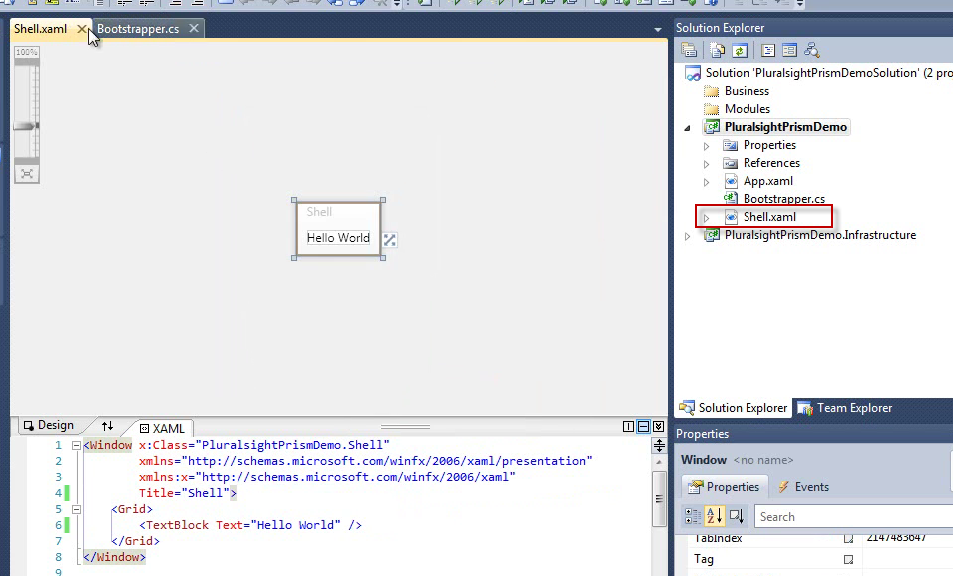 Shell.xaml
Bootstrapper.cs
100%
Shell
Hello World
Design
XAML
1 <Window x:Class="PluralsightPrismDemo.Shell"
2 xmlns="http://schemas.microsoft.com/winfx/2006/xaml/presentation"
3 xmlns:x="http://schemas.microsoft.com/winfx/2006/xaml"
4 Title="Shell">
5 <Grid>
6 <TextBlock Text="Hello World" />
7 </Grid>
8 </Window>
9
Solution Explorer
Solution 'PluralsightPrismDemoSolution' (2 pro
Business
Modules
PluralsightPrismDemo
Properties
References
App.xaml
Bootstrapper.cs
Shell.xaml
PluralsightPrismDemo.Infrastructure
Solution Explorer
Team Explorer
Properties
Window <no name>
Properties
Events
Search
TabIndex 2147483647
Tag